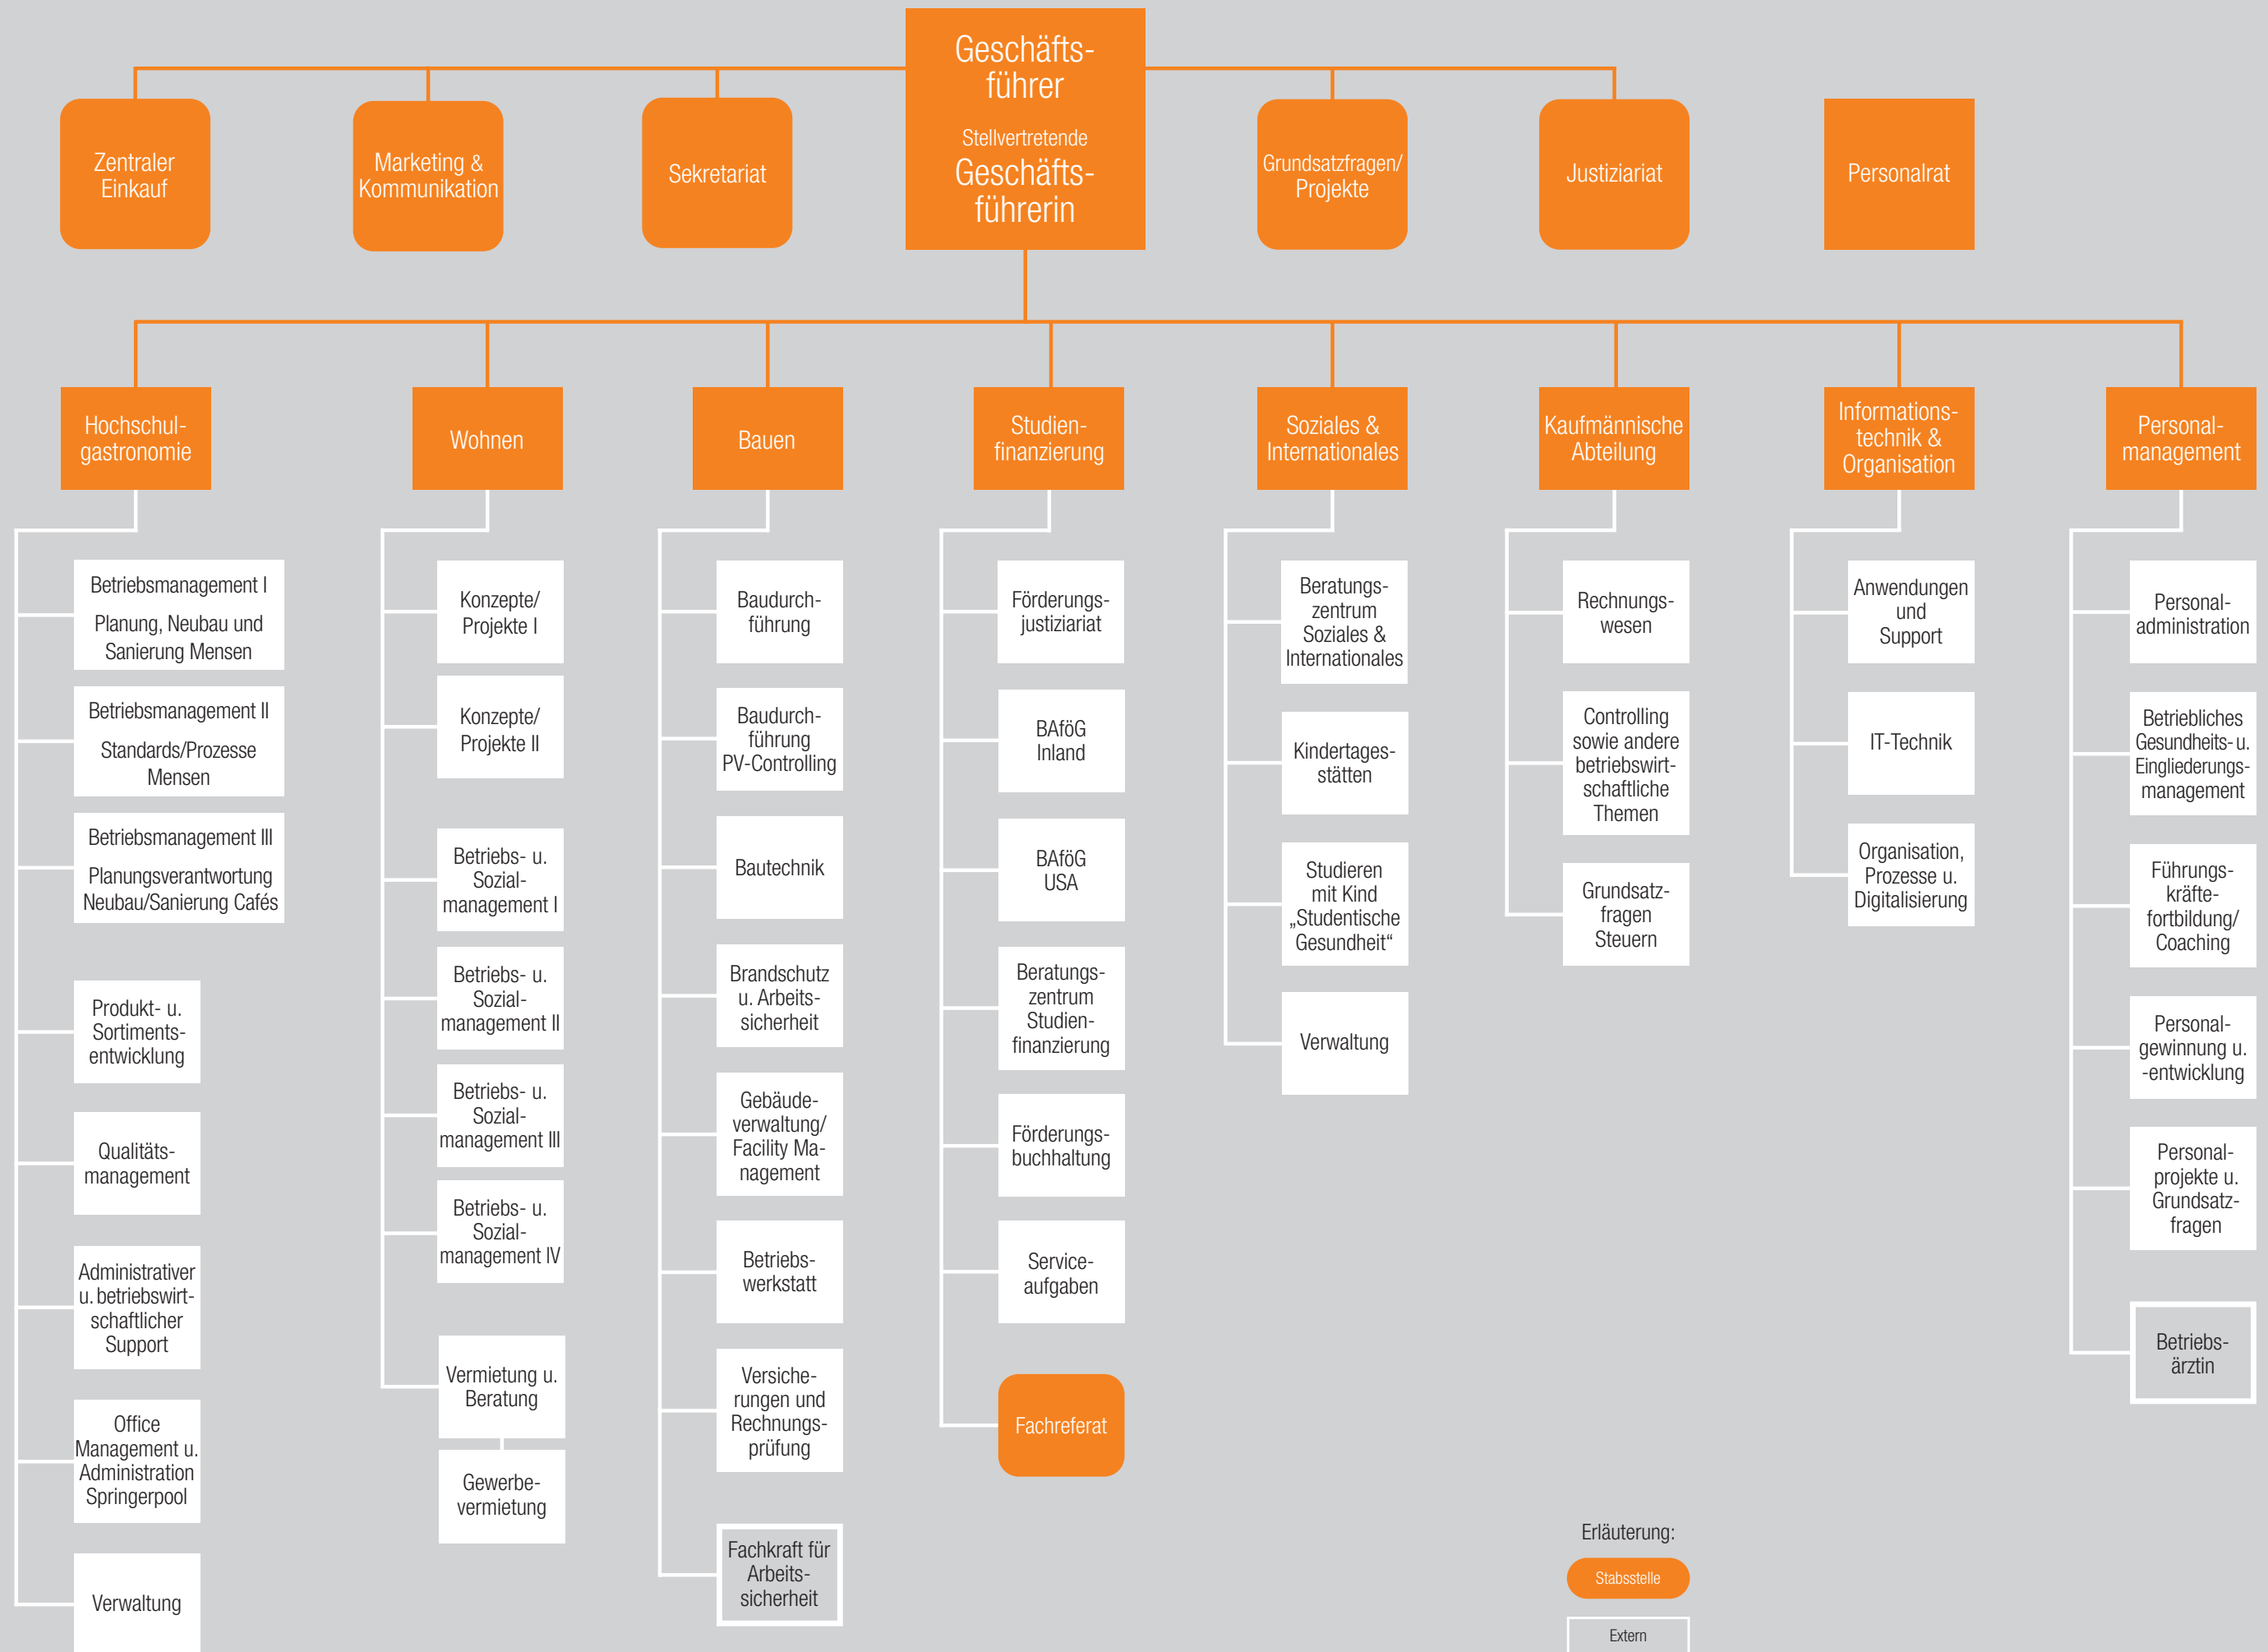 Geschäfts-
führer
Stellvertretende
Geschäfts-
führerin
Zentraler
Einkauf
Marketing &
Kommunikation
Sekretariat
Grundsatzfragen/
Projekte
Justiziariat
Personalrat
Hochschul-
gastronomie
Wohnen
Bauen
Studien-
finanzierung
Soziales &
Internationales
Kaufmännische
Abteilung
Informations-
technik &
Organisation
Personal-
management
Betriebsmanagement I
Planung, Neubau und
Sanierung Mensen
Betriebsmanagement II
Standards/Prozesse
Mensen
Betriebsmanagement III
Planungsverantwortung
Neubau/Sanierung Cafés
Produkt- u.
Sortiments-
entwicklung
Qualitäts-
management
Administrativer
u. betriebswirt-
schaftlicher
Support
Office
Management u.
Administration
Springerpool
Verwaltung
Konzepte/
Projekte I
Konzepte/
Projekte II
Betriebs- u.
Sozial-
management I
Betriebs- u.
Sozial-
management II
Betriebs- u.
Sozial-
management III
Betriebs- u.
Sozial-
management IV
Vermietung u.
Beratung
Gewerbe-
vermietung
Baudurch-
führung
Baudurch-
führung
PV-Controlling
Bautechnik
Brandschutz
u. Arbeits-
sicherheit
Gebäude-
verwaltung/
Facility Ma-
nagement
Betriebs-
werkstatt
Versiche-
rungen und
Rechnungs-
prüfung
Fachkraft für
Arbeits-
sicherheit
Förderungs-
justiziariat
BAföG
Inland
BAföG
USA
Beratungs-
zentrum
Studien-
finanzierung
Förderungs-
buchhaltung
Service-
aufgaben
Fachreferat
Beratungs-
zentrum
Soziales &
Internationales
Kindertages-
stätten
Studieren
mit Kind
„Studentische
Gesundheit“
Verwaltung
Rechnungs-
wesen
Controlling
sowie andere
betriebswirt-
schaftliche
Themen
Grundsatz-
fragen
Steuern
Anwendungen
und
Support
IT-Technik
Organisation,
Prozesse u.
Digitalisierung
Personal-
administration
Betriebliches
Gesundheits- u.
Eingliederungs-
management
Führungs-
kräfte-
fortbildung/
Coaching
Personal-
gewinnung u.
-entwicklung
Personal-
projekte u.
Grundsatz-
fragen
Betriebs-
ärztin
Erläuterung:
Stabsstelle
Extern